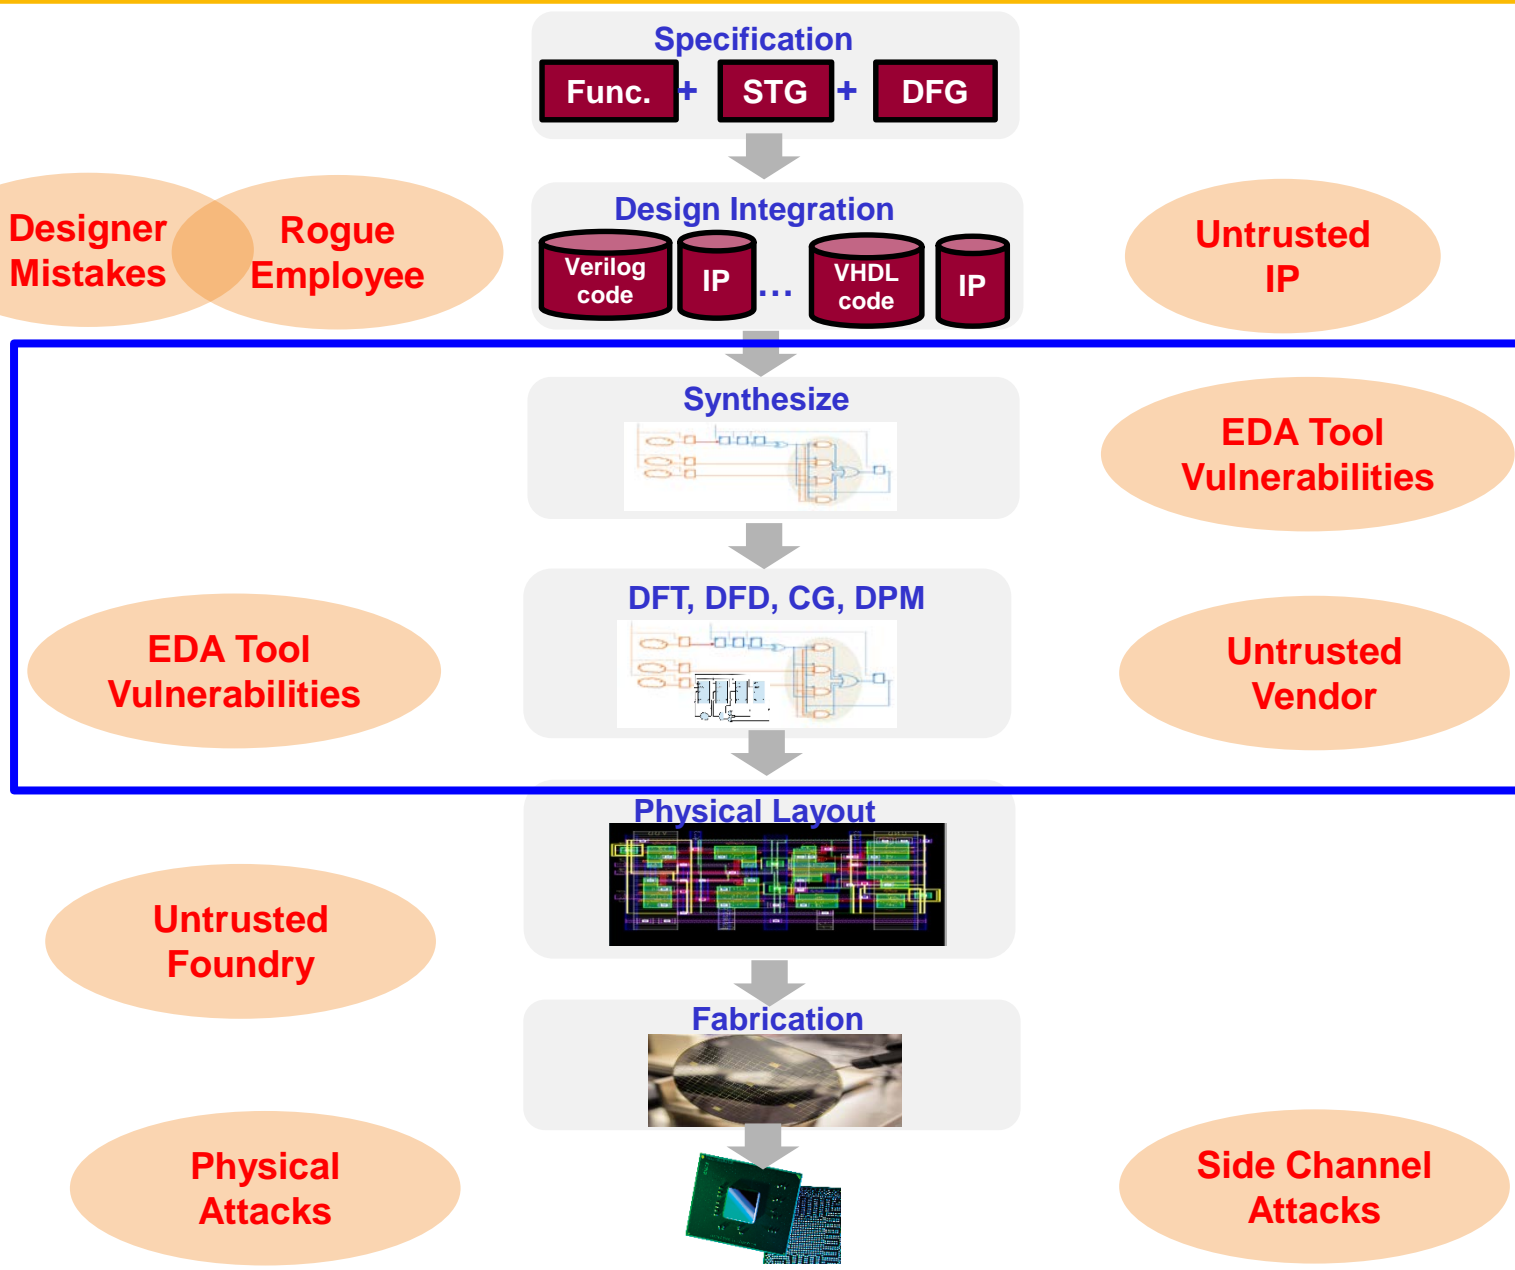 Specification
Func. + STG + DFG
Designer
Mistakes
Rogue
Employee
Design Integration
Verilog
code
IP
...
VHDL
code
IP
Untrusted
IP
Synthesize
EDA Tool
Vulnerabilities
DFT, DFD, CG, DPM
EDA Tool
Vulnerabilities
Untrusted
Vendor
Physical Layout
Untrusted
Foundry
Fabrication
Physical
Attacks
Side Channel
Attacks